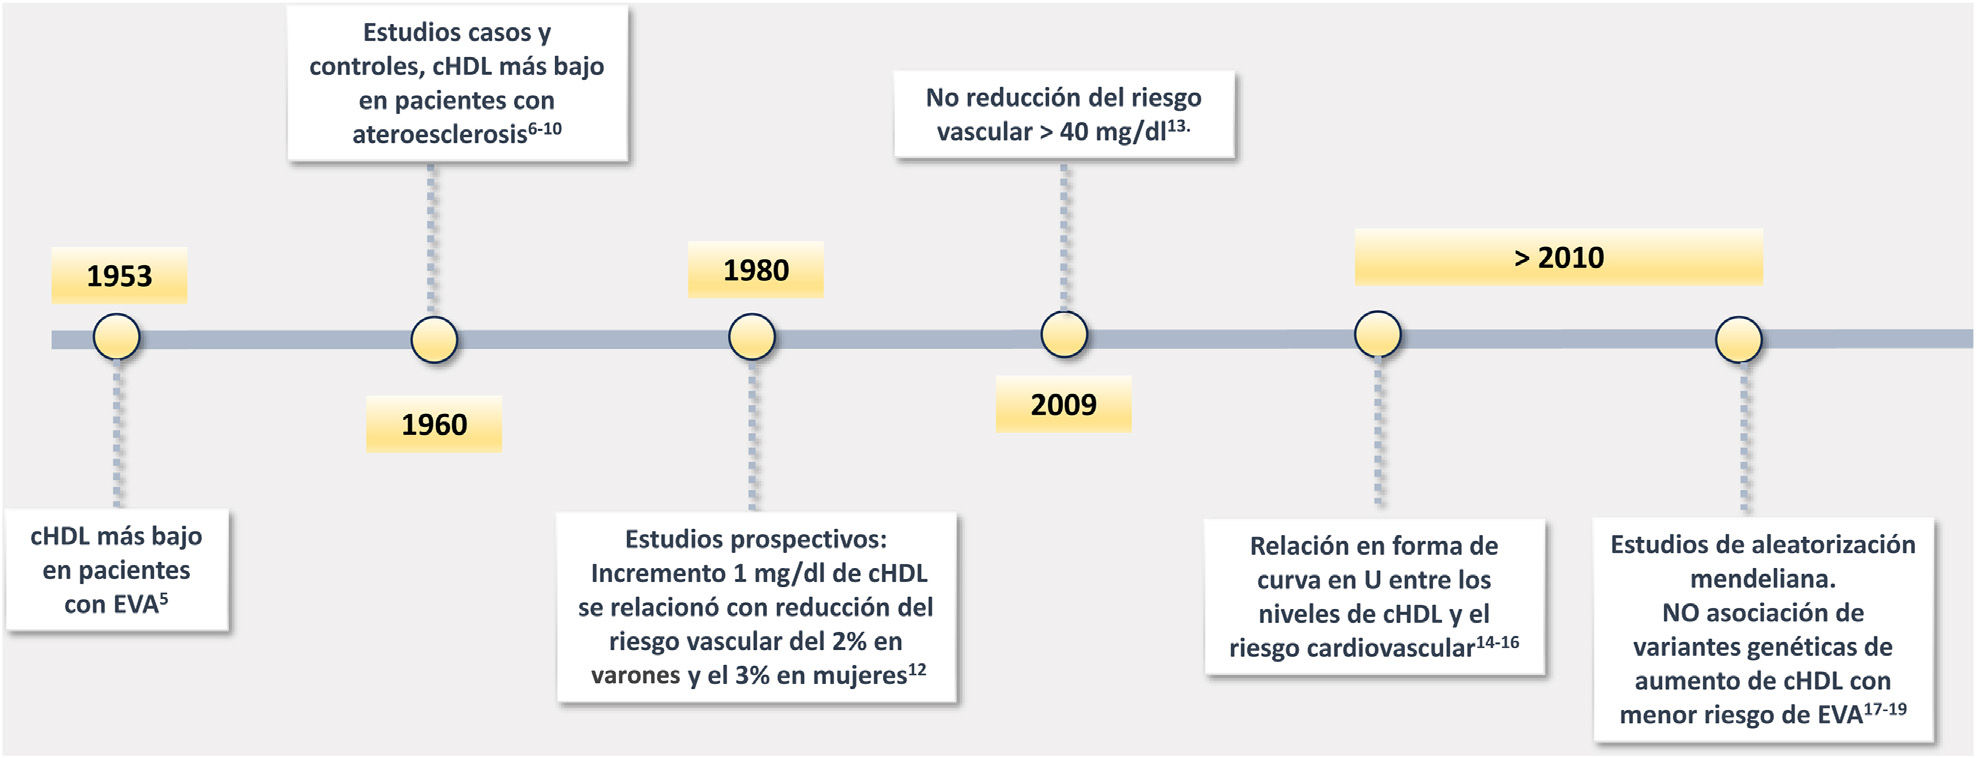 1953
cHDL más bajo
en pacientes
con EVA⁵
Estudios casos y
controles, cHDL más bajo
en pacientes con
ateroesclerosis⁶⁻¹⁰
1960
1980
Estudios prospectivos:
Incremento 1 mg/dl de cHDL
se relacionó con reducción del
riesgo vascular del 2% en
varones y el 3% en mujeres¹²
No reducción del riesgo
vascular > 40 mg/dl¹³·
2009
> 2010
Relación en forma de
curva en U entre los
niveles de cHDL y el
riesgo cardiovascular¹⁴⁻¹⁶
Estudios de aleatorización
mendeliana.
NO asociación de
variantes genéticas de
aumento de cHDL con
menor riesgo de EVA¹⁷⁻¹⁹